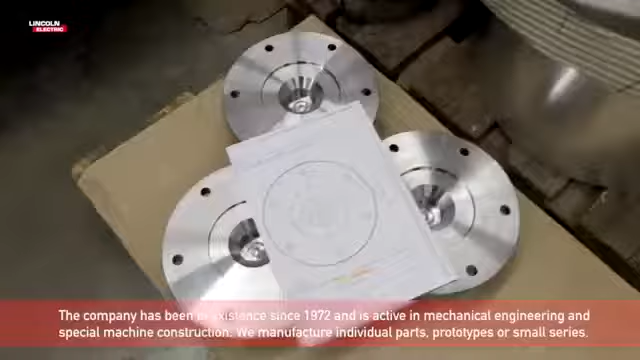 LINCOLN
ELECTRIC
The company has been in existence since 1972 and is active in mechanical engineering and
special machine construction. We manufacture individual parts, prototypes or small series.